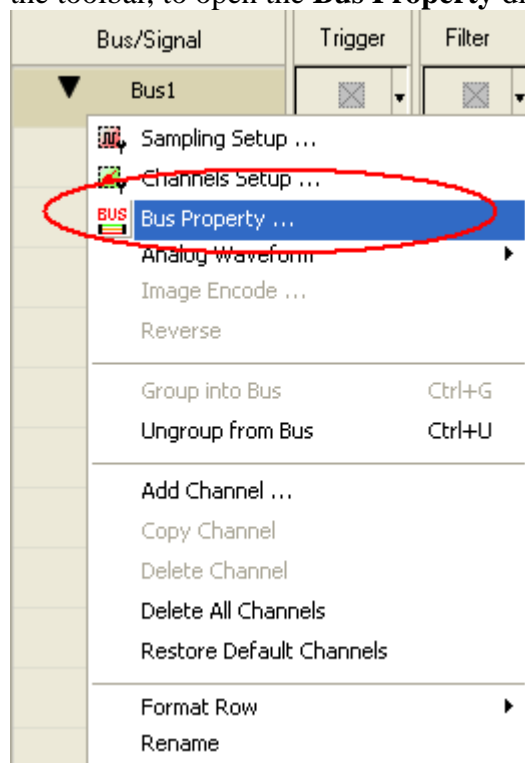 the toolbar, to open the Bus Property di
Bus/Signal Trigger Filter
Bus1
Sampling Setup ...
Channels Setup ...
BUS Bus Property ...
Analog Waveform
Image Encode ...
Reverse
Group into Bus Ctrl+G
Ungroup from Bus Ctrl+U
Add Channel ...
Copy Channel
Delete Channel
Delete All Channels
Restore Default Channels
Format Row
Rename